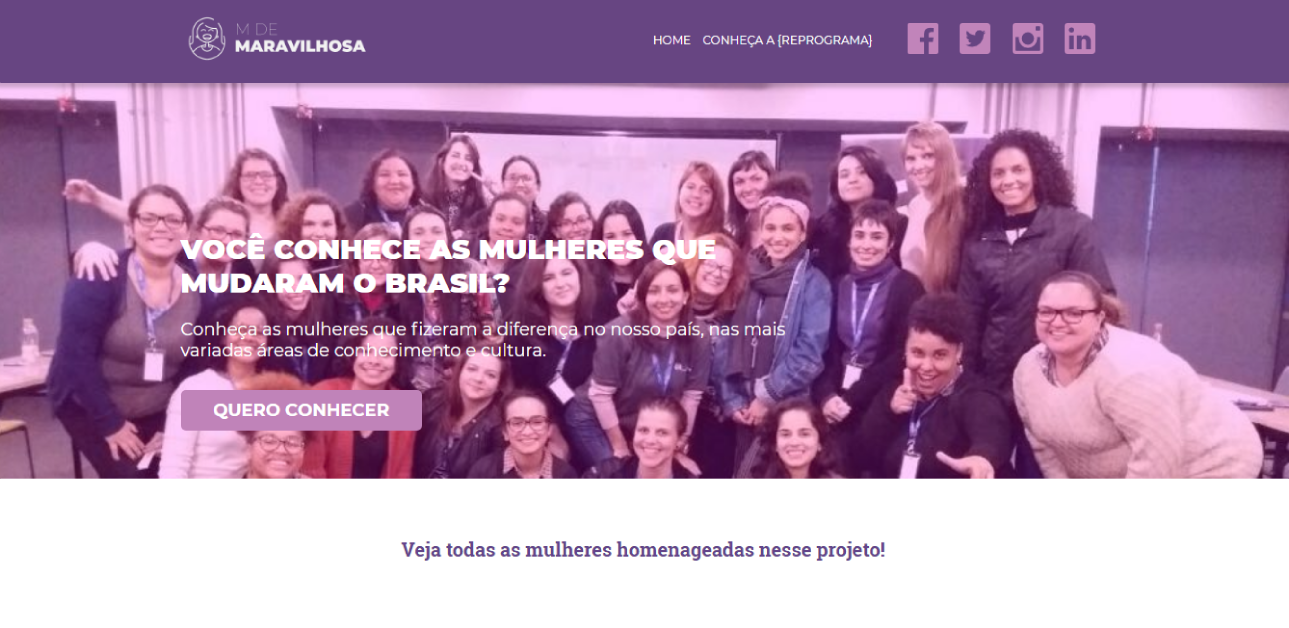 M DE
MARAVILHOSA
HOME CONHEÇA A {REPROGRAMA}
VOCÊ CONHECE AS MULHERES QUE
MUDARAM O BRASIL?
Conheça as mulheres que fizeram a diferença no nosso país, nas mais
variadas áreas de conhecimento e cultura.
QUERO CONHECER
Veja todas as mulheres homenageadas nesse projeto!